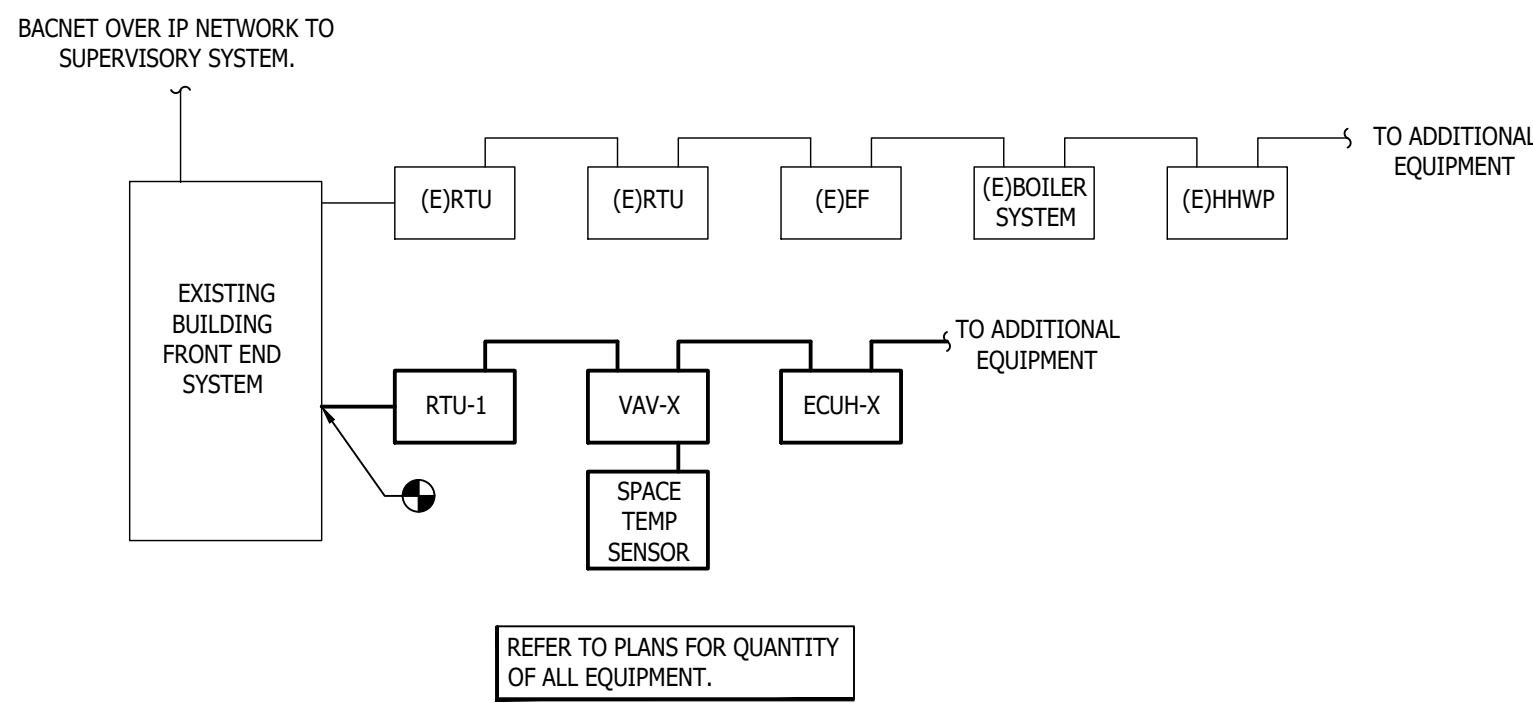 BACNET OVER IP NETWORK TO
SUPERVISORY SYSTEM.
TO ADDITIONAL
EQUIPMENT
(E)RTU
(E)RTU
(E)EF
(E)BOILER
SYSTEM
(E)HHWP
EXISTING
BUILDING
FRONT END
SYSTEM
TO ADDITIONAL
EQUIPMENT
RTU-1
VAV-X
ECUH-X
SPACE
TEMP
SENSOR
REFER TO PLANS FOR QUANTITY
OF ALL EQUIPMENT.